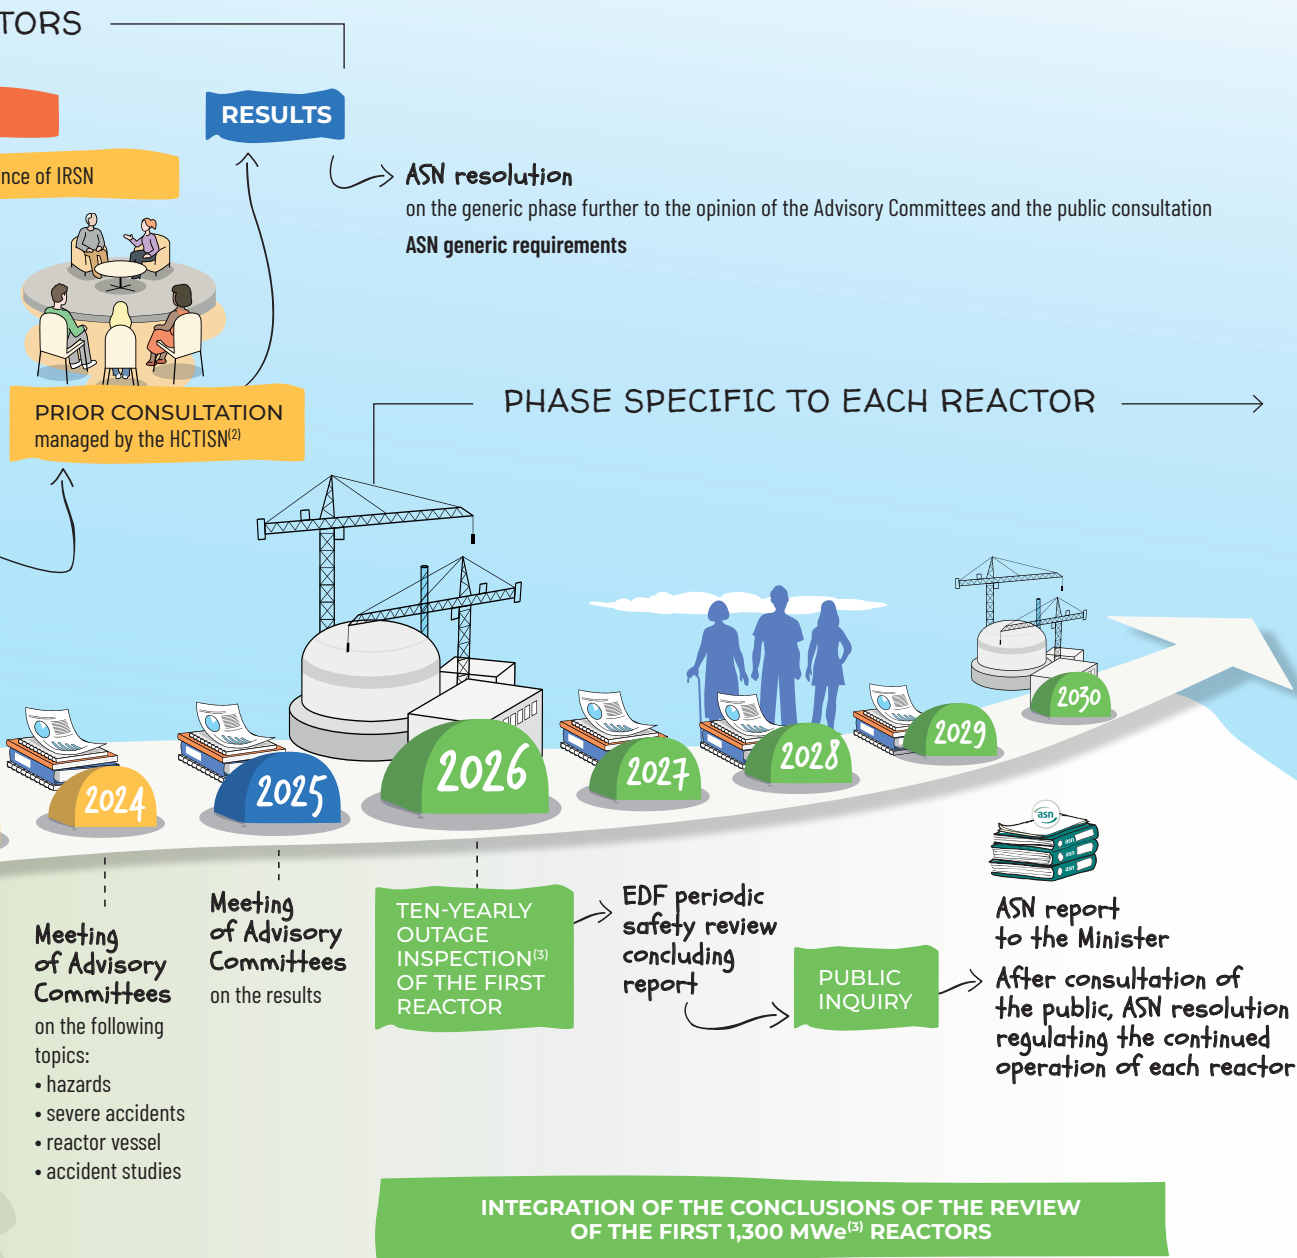 TORS
RESULTS
nce of IRSN
ASN resolution
on the generic phase further to the opinion of the Advisory Committees and the public consultation
ASN generic requirements
PRIOR CONSULTATION
managed by the HCTISN(2)
PHASE SPECIFIC TO EACH REACTOR
2024
2025
2026
2027
2028
2029
2030
Meeting
of Advisory
Committees
on the following
topics:
• hazards
• severe accidents
• reactor vessel
• accident studies
Meeting
of Advisory
Committees
on the results
TEN-YEARLY
OUTAGE
INSPECTION(3)
OF THE FIRST
REACTOR
EDF periodic
safety review
concluding
report
PUBLIC
INQUIRY
asn
asn
asn
asn
ASN report
to the Minister
After consultation of
the public, ASN resolution
regulating the continued
operation of each reactor
INTEGRATION OF THE CONCLUSIONS OF THE REVIEW
OF THE FIRST 1,300 MWe(3) REACTORS